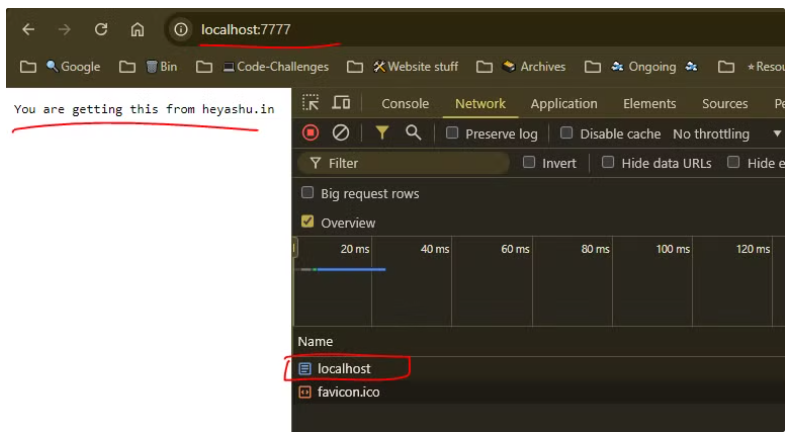 localhost:7777
Google Bin Code-Challenges Website stuff Archives Ongoing Resou
You are getting this from heyashu.in
Console Network Application Elements Sources Pe
Preserve log Disable cache No throttling
Filter Invert Hide data URLs Hide e
Big request rows
Overview
20 ms 40 ms 60 ms 80 ms 100 ms 120 ms
Name
localhost
favicon.ico